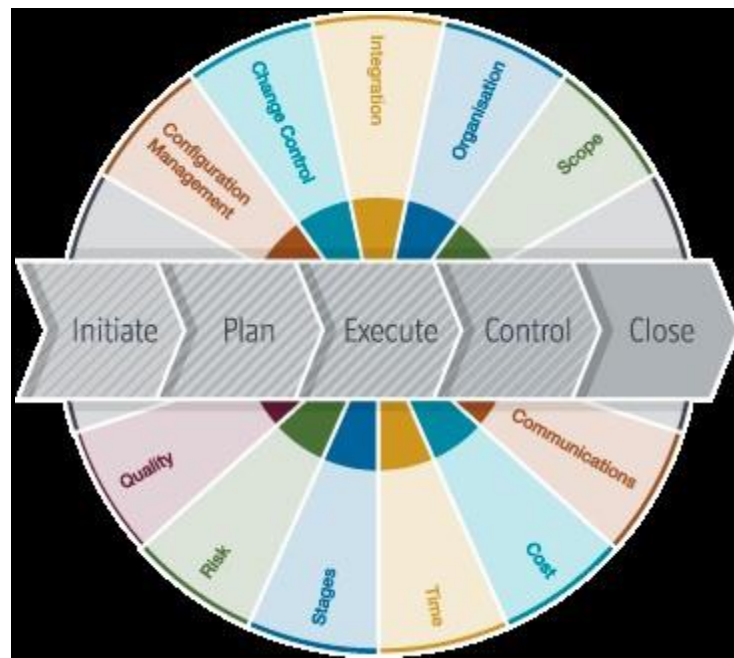 Configuration
Management
Change Control
Integration
Organisation
Scope
Initiate
Plan
Execute
Control
Close
Quality
Risk
Stages
Time
Cost
Communications